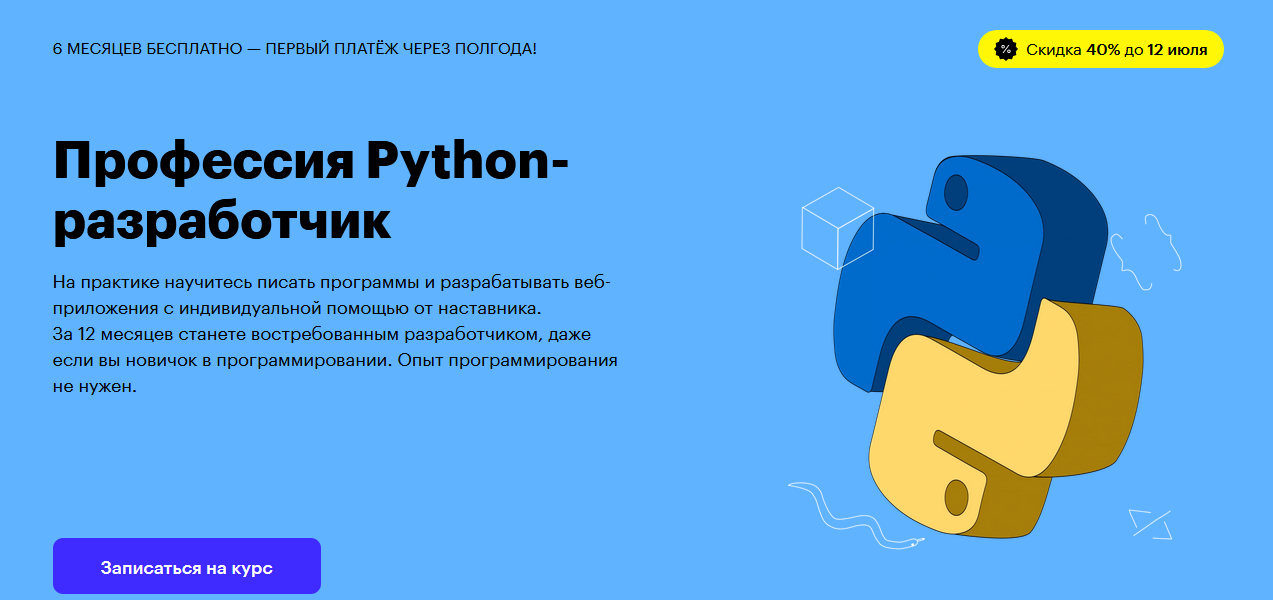 6 МЕСЯЦЕВ БЕСПЛАТНО — ПЕРВЫЙ ПЛАТЁЖ ЧЕРЕЗ ПОЛГОДА!
% Скидка 40% до 12 июля
Профессия Python-
разработчик
На практике научитесь писать программы и разрабатывать веб-
приложения с индивидуальной помощью от наставника.
За 12 месяцев станете востребованным разработчиком, даже
если вы новичок в программировании. Опыт программирования
не нужен.
Записаться на курс